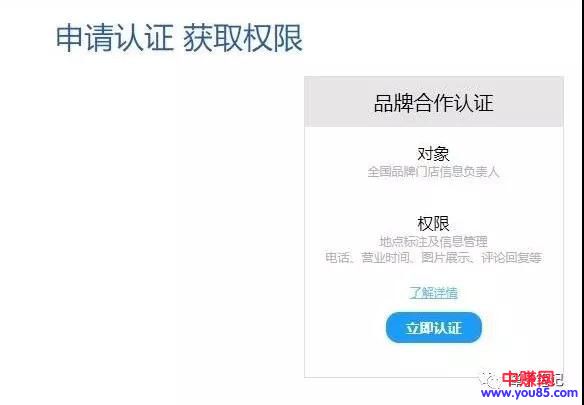 申请认证 获取权限
品牌合作认证
对象
全国品牌门店信息负责人
权限
地点标注及信息管理
电话、营业时间、图片展示、评论回复等
了解详情
立即认证
中赚网
记
www.you85.com